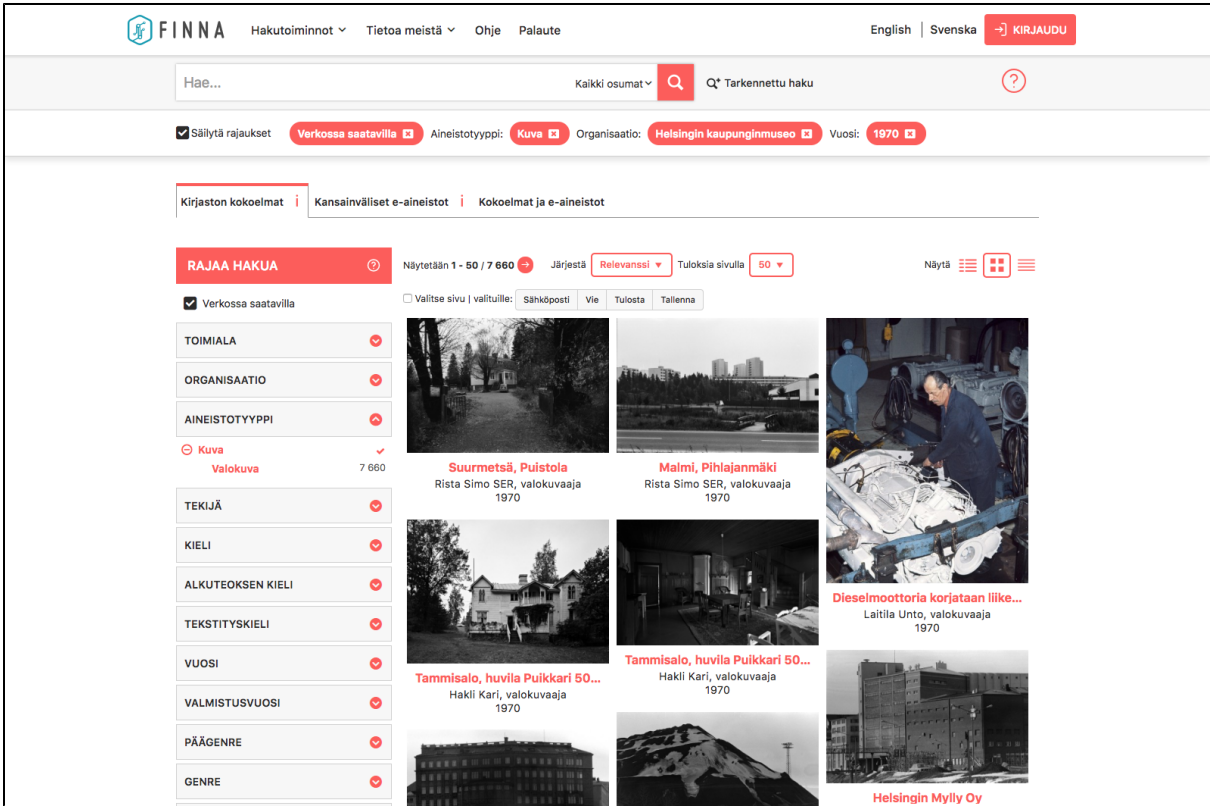 FINNA Hakutoiminnot Tietoa meistä Ohje Palaute English | Svenska KIRJAUDU
Hae... Kaikki osumat Tarkennettu haku ?
Säilytä rajaukset Verkossa saatavilla Aineistotyyppi: Kuva Organisaatio: Helsingin kaupunginmuseo Vuosi: 1970
Kirjaston kokoelmat i Kansainväliset e-aineistot i Kokoelmat ja e-aineistot
RAJAA HAKUA ?
Verkossa saatavilla
TOIMIALA
ORGANISAATIO
AINEISTOTYYPPI
Kuva
Valokuva 7 660
TEKIJÄ
KIELI
ALKUTEOKSEN KIELI
TEKSTITYSKIELI
VUOSI
VALMISTUSVUOSI
PÄÄGENRE
GENRE
Näytetään 1 - 50 / 7 660 Järjestä Relevanssi Tuloksia sivulla 50 Näytä
Valitse sivu | valituille: Sähköposti Vie Tulosta Tallenna
Suurmetsä, Puistola
Rista Simo SER, valokuvaaja
1970
Malmi, Pihlajanmäki
Rista Simo SER, valokuvaaja
1970
Dieselmoottoria korjataan liike...
Laitila Unto, valokuvaaja
1970
Tammisalo, huvila Puikkari 50...
Hakli Kari, valokuvaaja
1970
Tammisalo, huvila Puikkari 50...
Hakli Kari, valokuvaaja
1970
Helsingin Mylly Oy